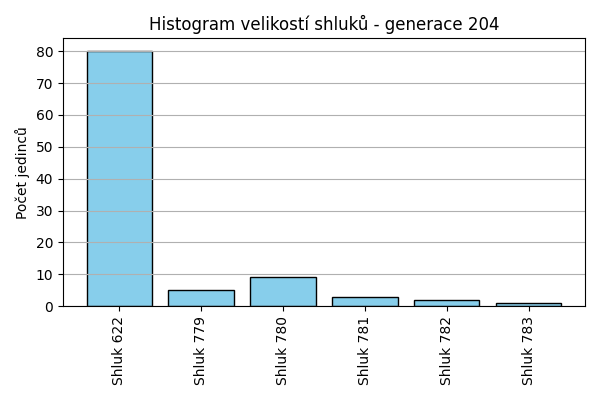 Histogram velikostí shluků - generace 204
Počet jedinců
80
70
60
50
40
30
20
10
0
Shluk 622
Shluk 779
Shluk 780
Shluk 781
Shluk 782
Shluk 783